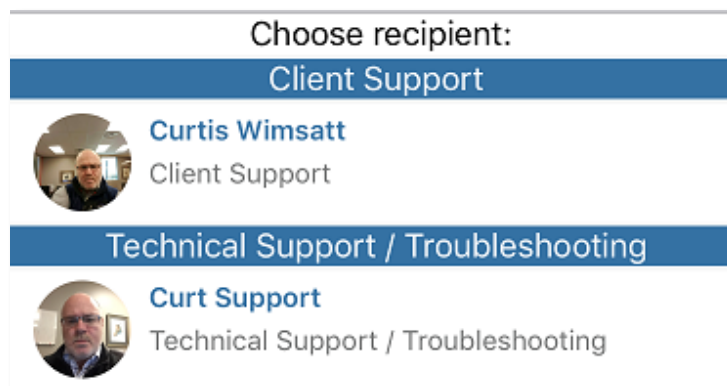 Choose recipient:
Client Support
Curtis Wimsatt
Client Support
Technical Support / Troubleshooting
Curt Support
Technical Support / Troubleshooting